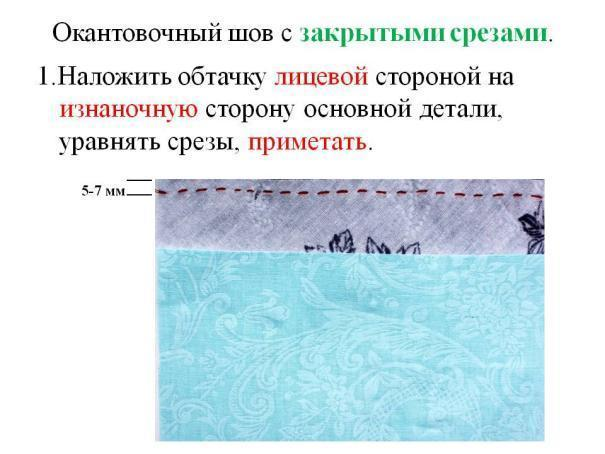 Окантовочный шов с закрытыми срезами.
1.Наложить обтачку лицевой стороной на
изнаночную сторону основной детали,
уравнять срезы, приметать.
5-7 мм